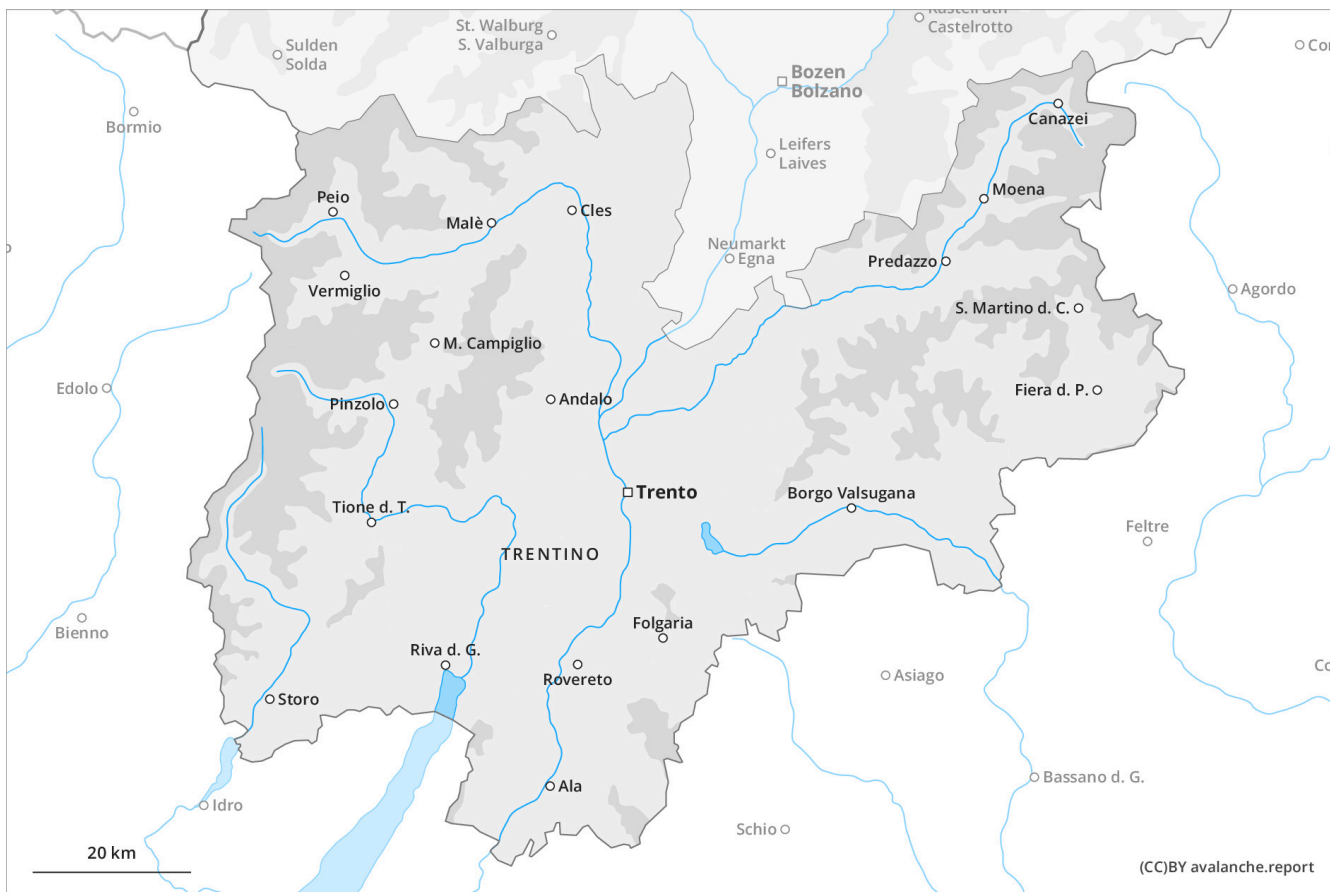 Kastelruth
Castelrotto
St. Walburg
S. Valburga
Sulden
Solda
Bozen
Bolzano
Bormio
Canazei
Leifers
Laives
Moena
Peio
Malè
Cles
Neumarkt
Egna
Predazzo
Vermiglio
Agordo
S. Martino d. C.
M. Campiglio
Edolo
Pinzolo
Andalo
Fiera d. P.
Trento
Borgo Valsugana
Tione d. T.
Feltre
TRENTINO
Bienno
Folgaria
Riva d. G.
Rovereto
Asiago
Storo
Ala
Bassano d. G.
Idro
Schio
20 km
(CC)BY avalanche.report